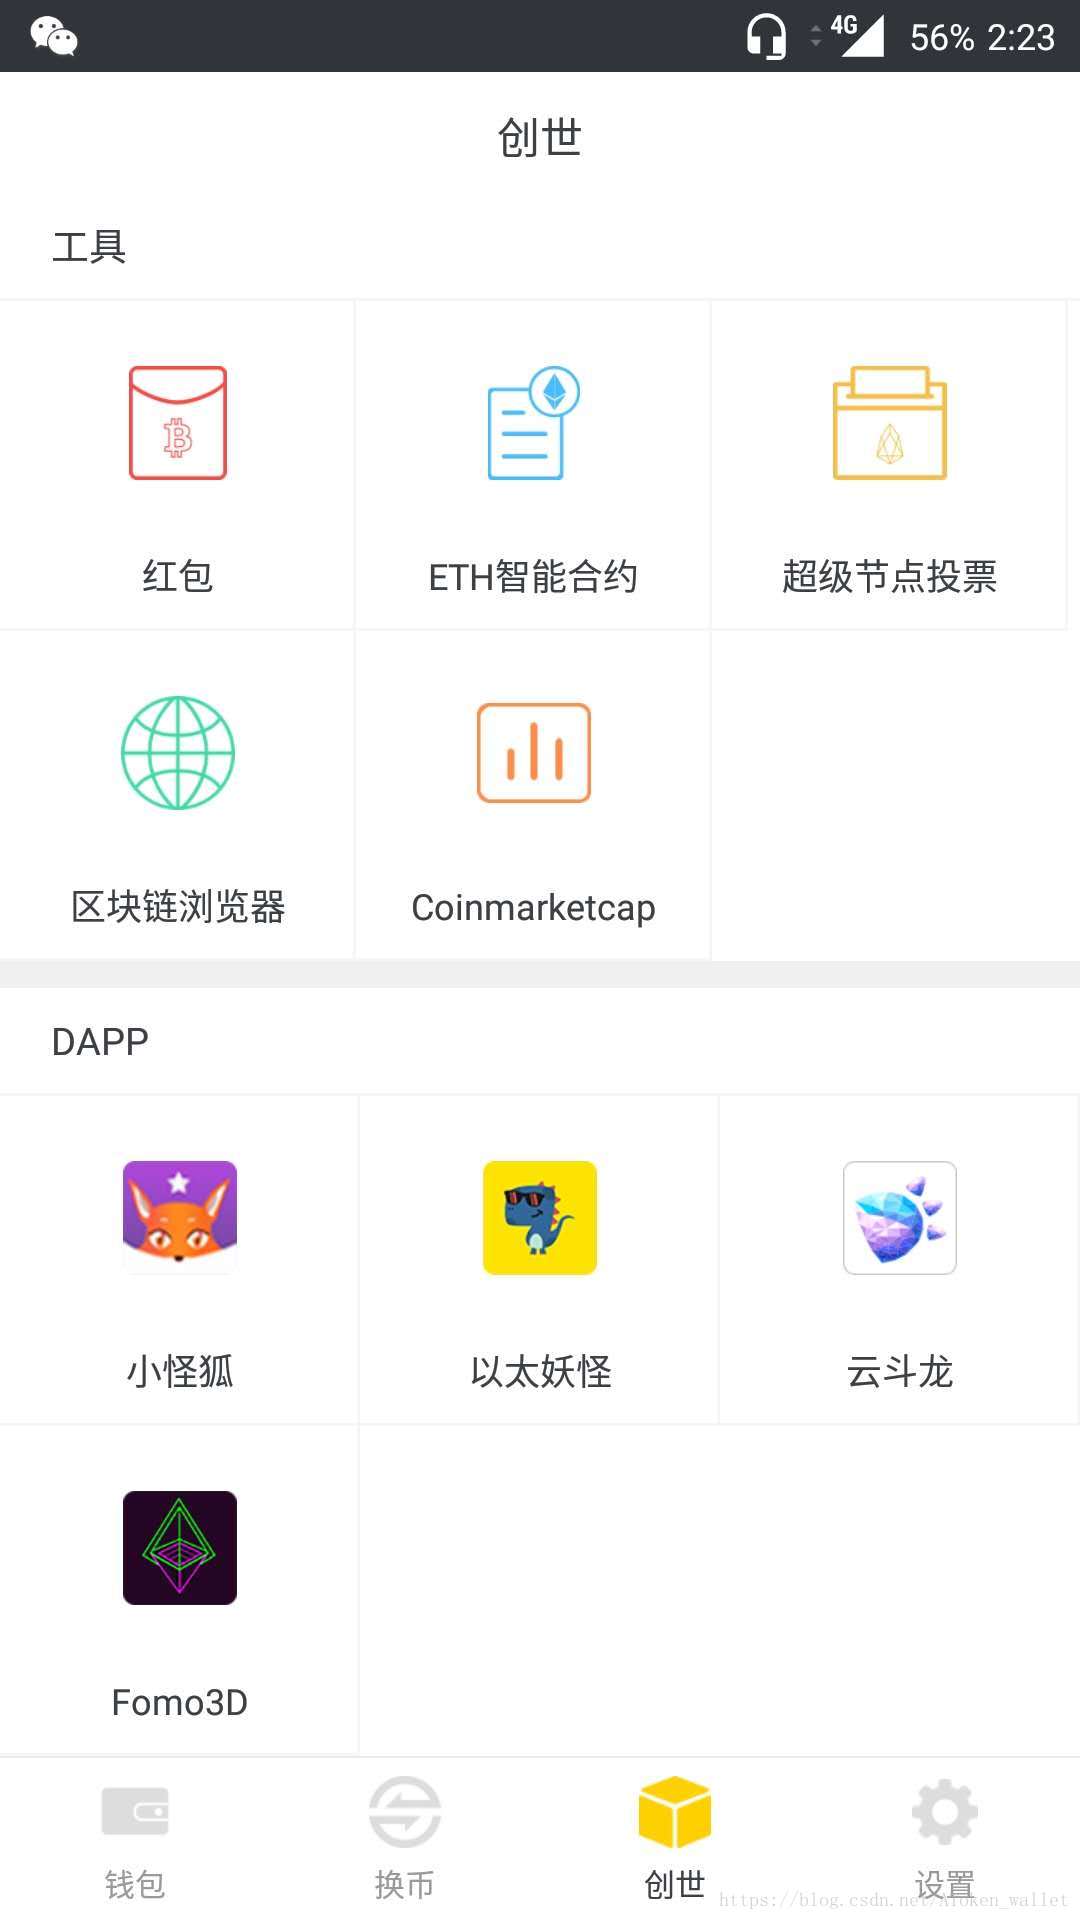 4G 56% 2:23
创世
工具
红包 ETH智能合约 超级节点投票
区块链浏览器 Coinmarketcap
DAPP
小怪狐 以太妖怪 云斗龙
Fomo3D
钱包 换币 创世 设置
https://blog.csdn.net/AToken_wallet